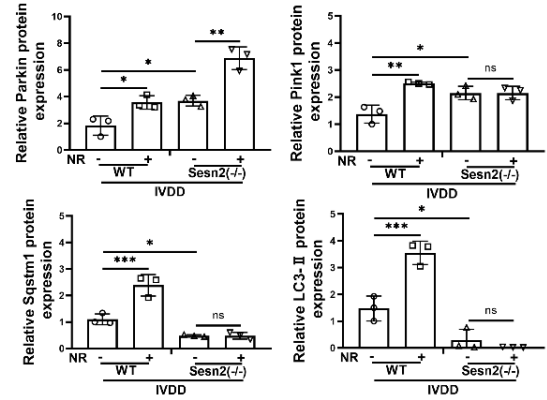 Relative Parkin protein
expression
10
8
6
4
2
0
*
*
**
NR - + - +
WT Sesn2(-/-)
IVDD
Relative Pink1 protein
expression
5
4
3
2
1
0
*
**
ns
NR - + - +
WT Sesn2(-/-)
IVDD
Relative Sqstm1 protein
expression
5
4
3
2
1
0
*
***
ns
NR - + - +
WT Sesn2(-/-)
IVDD
Relative LC3-Ⅱ protein
expression
5
4
3
2
1
0
*
***
ns
NR - + - +
WT Sesn2(-/-)
IVDD